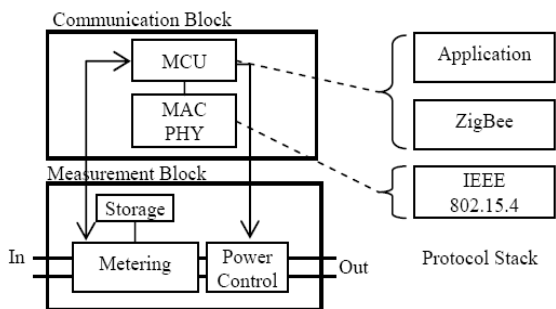 Communication Block
MCU
MAC
PHY
Measurement Block
Storage
In
Metering
Power
Control
Out
Application
ZigBee
IEEE
802.15.4
Protocol Stack